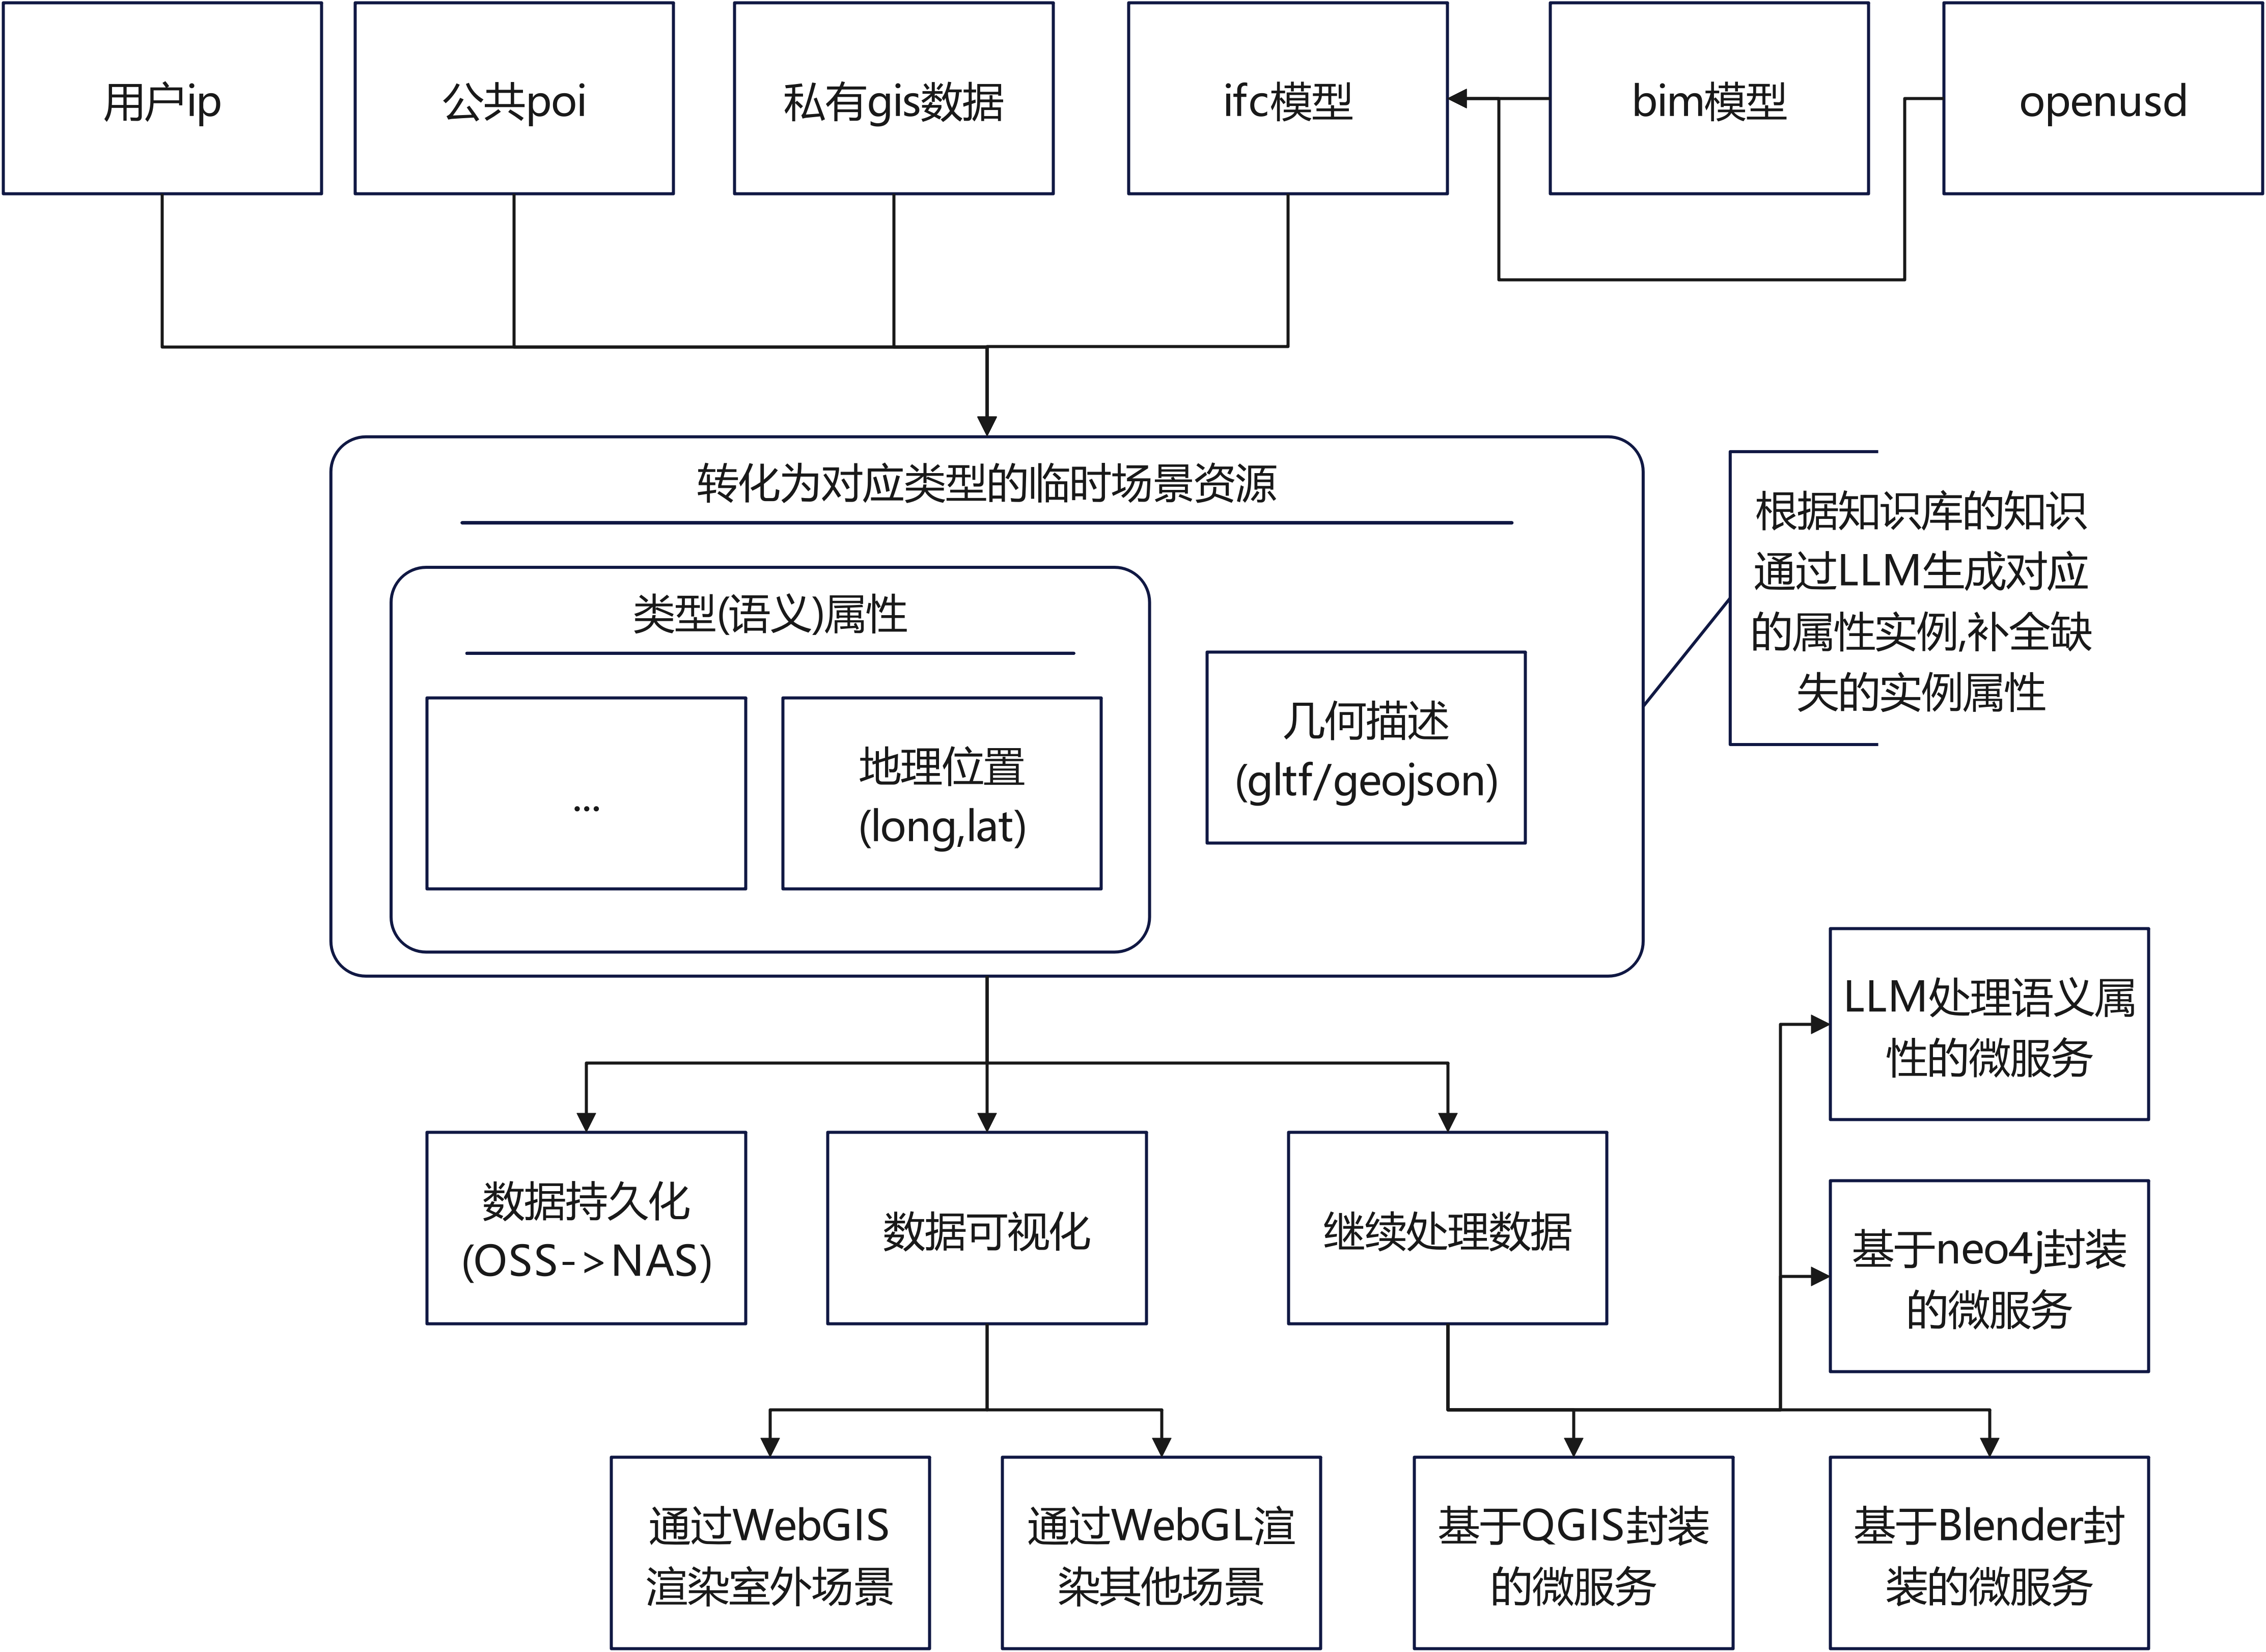 用户ip
公共poi
私有gis数据
ifc模型
bim模型
openusd
转化为对应类型的临时场景资源
类型(语义)属性
...
地理位置
(long,lat)
几何描述
(gltf/geojson)
根据知识库的知识
通过LLM生成对应
的属性实例,补全缺
失的实例属性
LLM处理语义属
性的微服务
数据持久化
(OSS->NAS)
数据可视化
继续处理数据
基于neo4j封装
的微服务
通过WebGIS
渲染室外场景
通过WebGL渲
染其他场景
基于QGIS封装
的微服务
基于Blender封
装的微服务